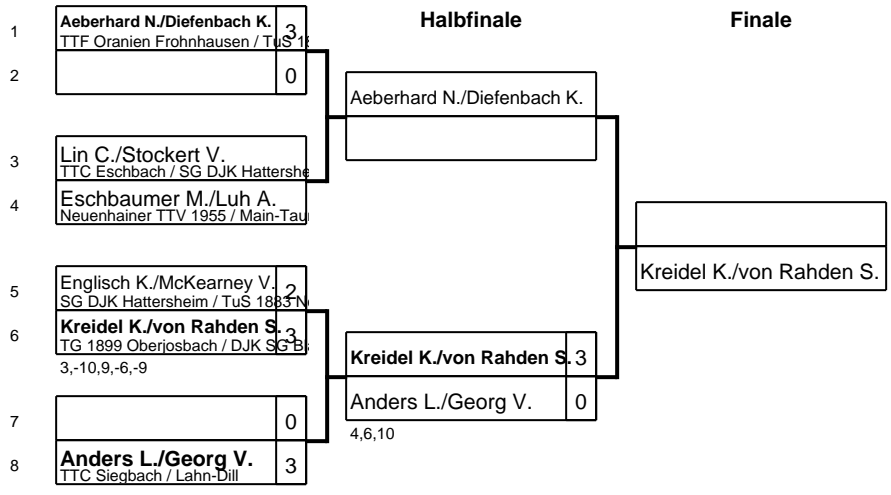 Halbfinale
Finale
1
Aeberhard N./Diefenbach K.
3
TTF Oranien Frohnhausen / TuS
2
0
Aeberhard N./Diefenbach K.
3
Lin C./Stockert V.
TTC Eschbach / SG DJK Hattershe
4
Eschbaumer M./Luh A.
Neuenhainer TTV 1955 / Main-Tau
Kreidel K./von Rahden S.
5
Englisch K./McKearney V.
2
SG DJK Hattersheim / TuS 1883 N
6
Kreidel K./von Rahden S.
3
TG 1899 Oberjosbach / DJK SG
3,-10,9,-6,-9
Kreidel K./von Rahden S. 3
Anders L./Georg V. 0
4,6,10
7
0
8
Anders L./Georg V.
3
TTC Siegbach / Lahn-Dill